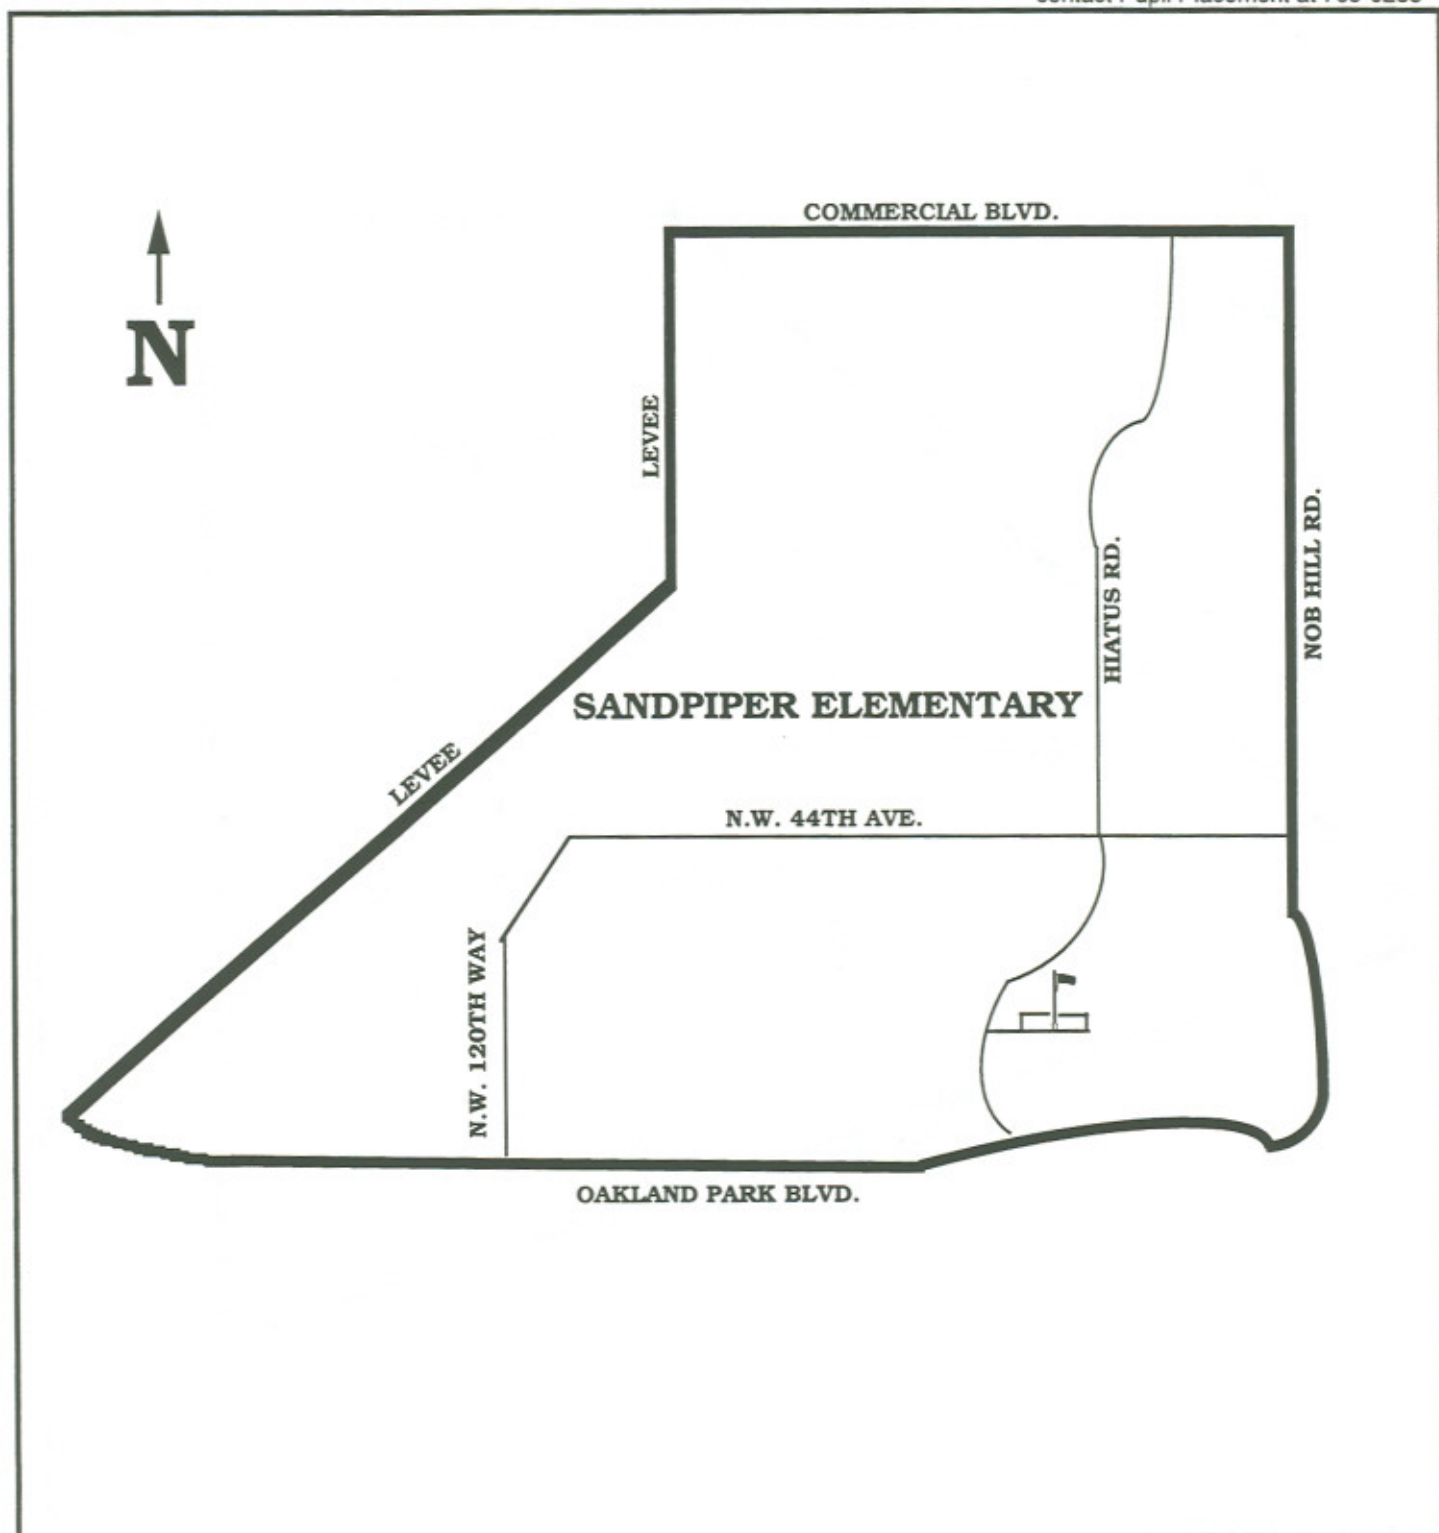 COMMERCIAL BLVD.
N
LEVEE
NOB HILL RD.
HIATUS RD.
SANDPIPER ELEMENTARY
LEVEE
N.W. 44TH AVE.
N.W. 120TH WAY
OAKLAND PARK BLVD.